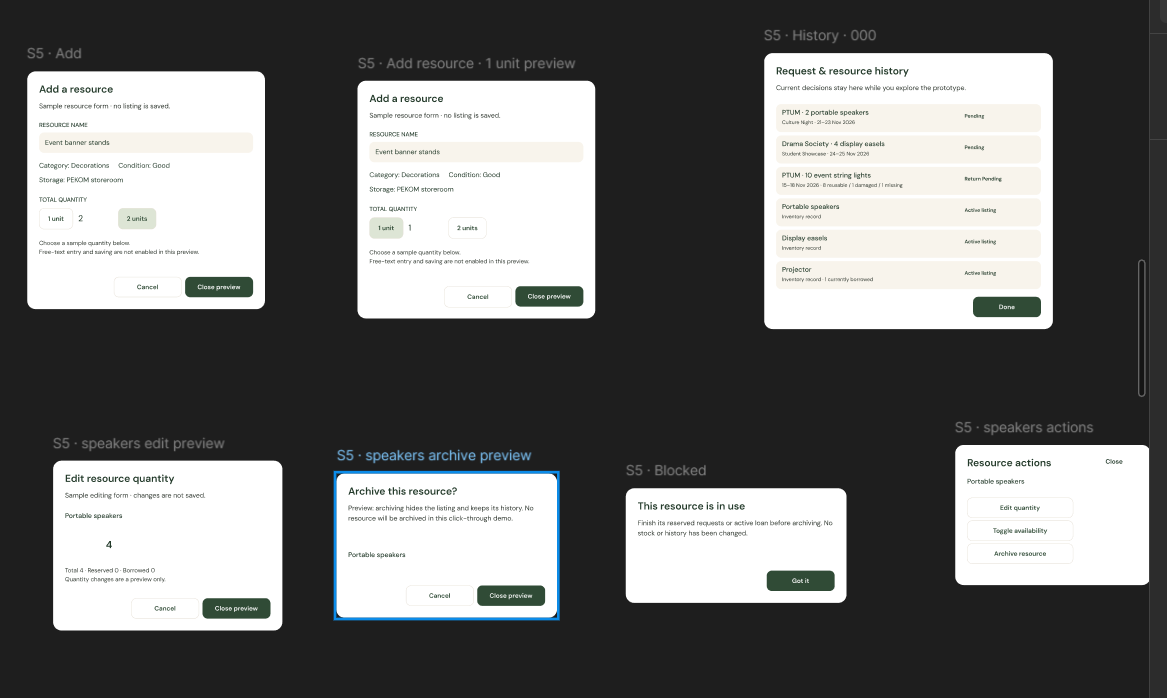 S5 · Add
Add a resource
Sample resource form · no listing is saved.
RESOURCE NAME
Event banner stands
Category: Decorations Condition: Good
Storage: PEKOM storeroom
TOTAL QUANTITY
1 unit 2 2 units
Choose a sample quantity below.
Free-text entry and saving are not enabled in this preview.
Cancel Close preview
S5 · Add resource · 1 unit preview
Add a resource
Sample resource form · no listing is saved.
RESOURCE NAME
Event banner stands
Category: Decorations Condition: Good
Storage: PEKOM storeroom
TOTAL QUANTITY
1 unit 1 2 units
Choose a sample quantity below.
Free-text entry and saving are not enabled in this preview.
Cancel Close preview
S5 · History · 000
Request & resource history
Current decisions stay here while you explore the prototype.
PTUM · 2 portable speakers
Culture Night · 21–23 Nov 2026
Pending
Drama Society · 4 display easels
Student Showcase · 24–25 Nov 2026
Pending
PTUM · 10 event string lights
15–18 Nov 2026 · 8 reusable / 1 damaged / 1 missing
Return Pending
Portable speakers
Inventory record
Active listing
Display easels
Inventory record
Active listing
Projector
Inventory record · 1 currently borrowed
Active listing
Done
S5 · speakers edit preview
Edit resource quantity
Sample editing form · changes are not saved.
Portable speakers
4
Total 4 · Reserved 0 · Borrowed 0
Quantity changes are a preview only.
Cancel Close preview
S5 · speakers archive preview
Archive this resource?
Preview: archiving hides the listing and keeps its history. No
resource will be archived in this click-through demo.
Portable speakers
Cancel Close preview
S5 · Blocked
This resource is in use
Finish its reserved requests or active loan before archiving. No
stock or history has been changed.
Got it
S5 · speakers actions
Resource actions Close
Portable speakers
Edit quantity
Toggle availability
Archive resource